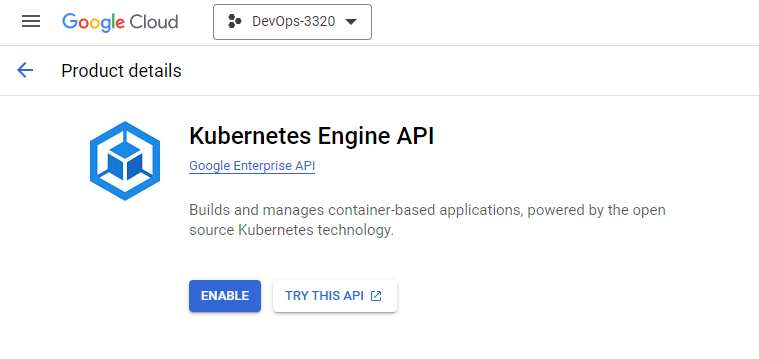 Google Cloud
DevOps-3320
Product details
Kubernetes Engine API
Google Enterprise API
Builds and manages container-based applications, powered by the open
source Kubernetes technology.
ENABLE
TRY THIS API